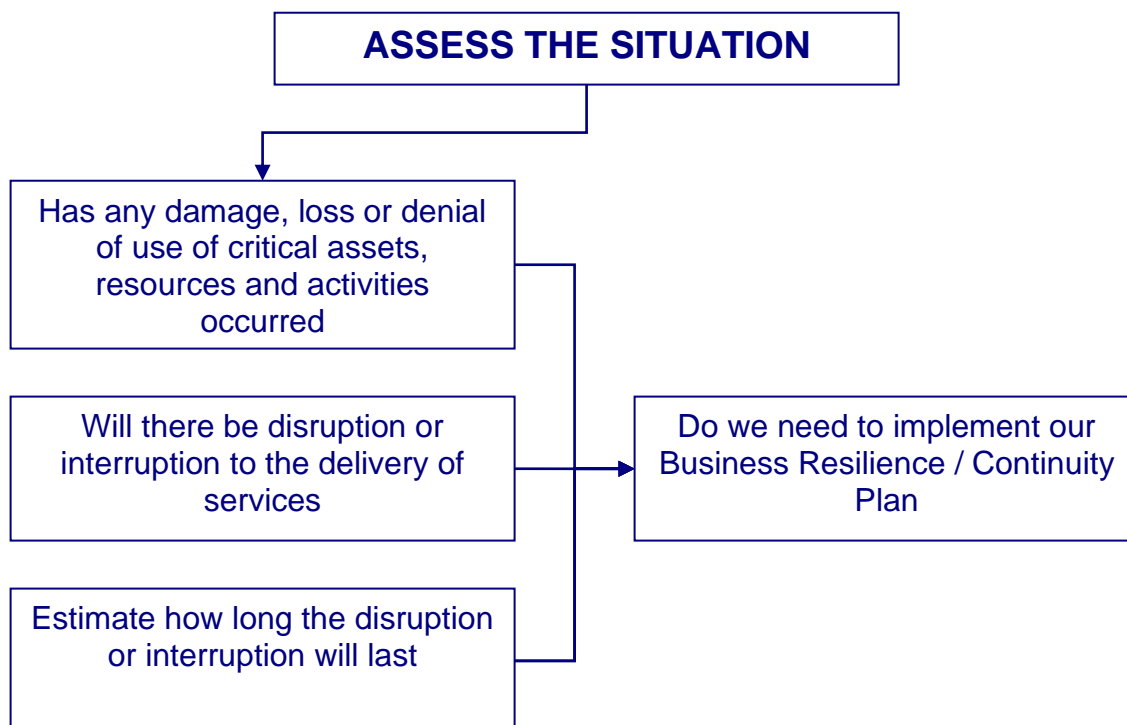 ASSESS THE SITUATION
Has any damage, loss or denial
of use of critical assets,
resources and activities
occurred
Will there be disruption or
interruption to the delivery of
services
Do we need to implement our
Business Resilience / Continuity
Plan
Estimate how long the disruption
or interruption will last